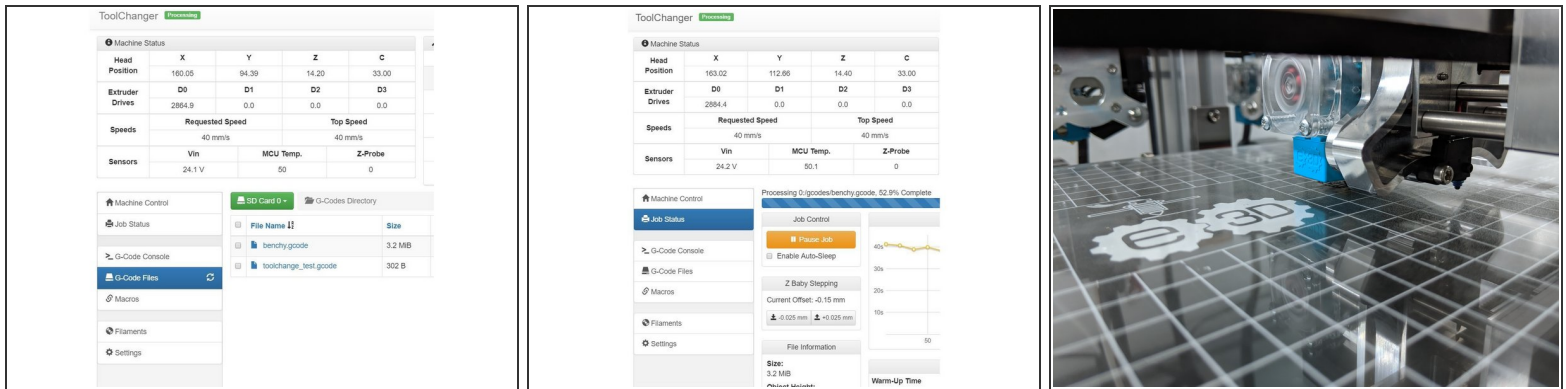 ToolChanger Processing
Machine Status
Head Position X Y Z C
160.05 94.39 14.20 33.00
Extruder Drives D0 D1 D2 D3
2864.9 0.0 0.0 0.0
Speeds Requested Speed Top Speed
40 mm/s 40 mm/s
Sensors Vin MCU Temp. Z-Probe
24.1 V 50 0
Machine Control
Job Status
G-Code Console
G-Code Files
Macros
Filaments
Settings
SD Card 0 G-Codes Directory
File Name Size
benchy.gcode 3.2 MiB
toolchange_test.gcode 302 B
ToolChanger Processing
Machine Status
Head Position X Y Z C
163.02 112.66 14.40 33.00
Extruder Drives D0 D1 D2 D3
2884.4 0.0 0.0 0.0
Speeds Requested Speed Top Speed
40 mm/s 40 mm/s
Sensors Vin MCU Temp. Z-Probe
24.2 V 50.1 0
Machine Control
Job Status
G-Code Console
G-Code Files
Macros
Filaments
Settings
Processing 0:/gcodes/benchy.gcode, 52.9% Complete
Job Control
Pause Job
Enable Auto-Sleep
Z Baby Stepping
Current Offset: -0.15 mm
-0.025 mm +0.025 mm
File Information
Size:
3.2 MiB
Object Height:
40s
30s
20s
10s
50
Warm-Up Time
e 3D